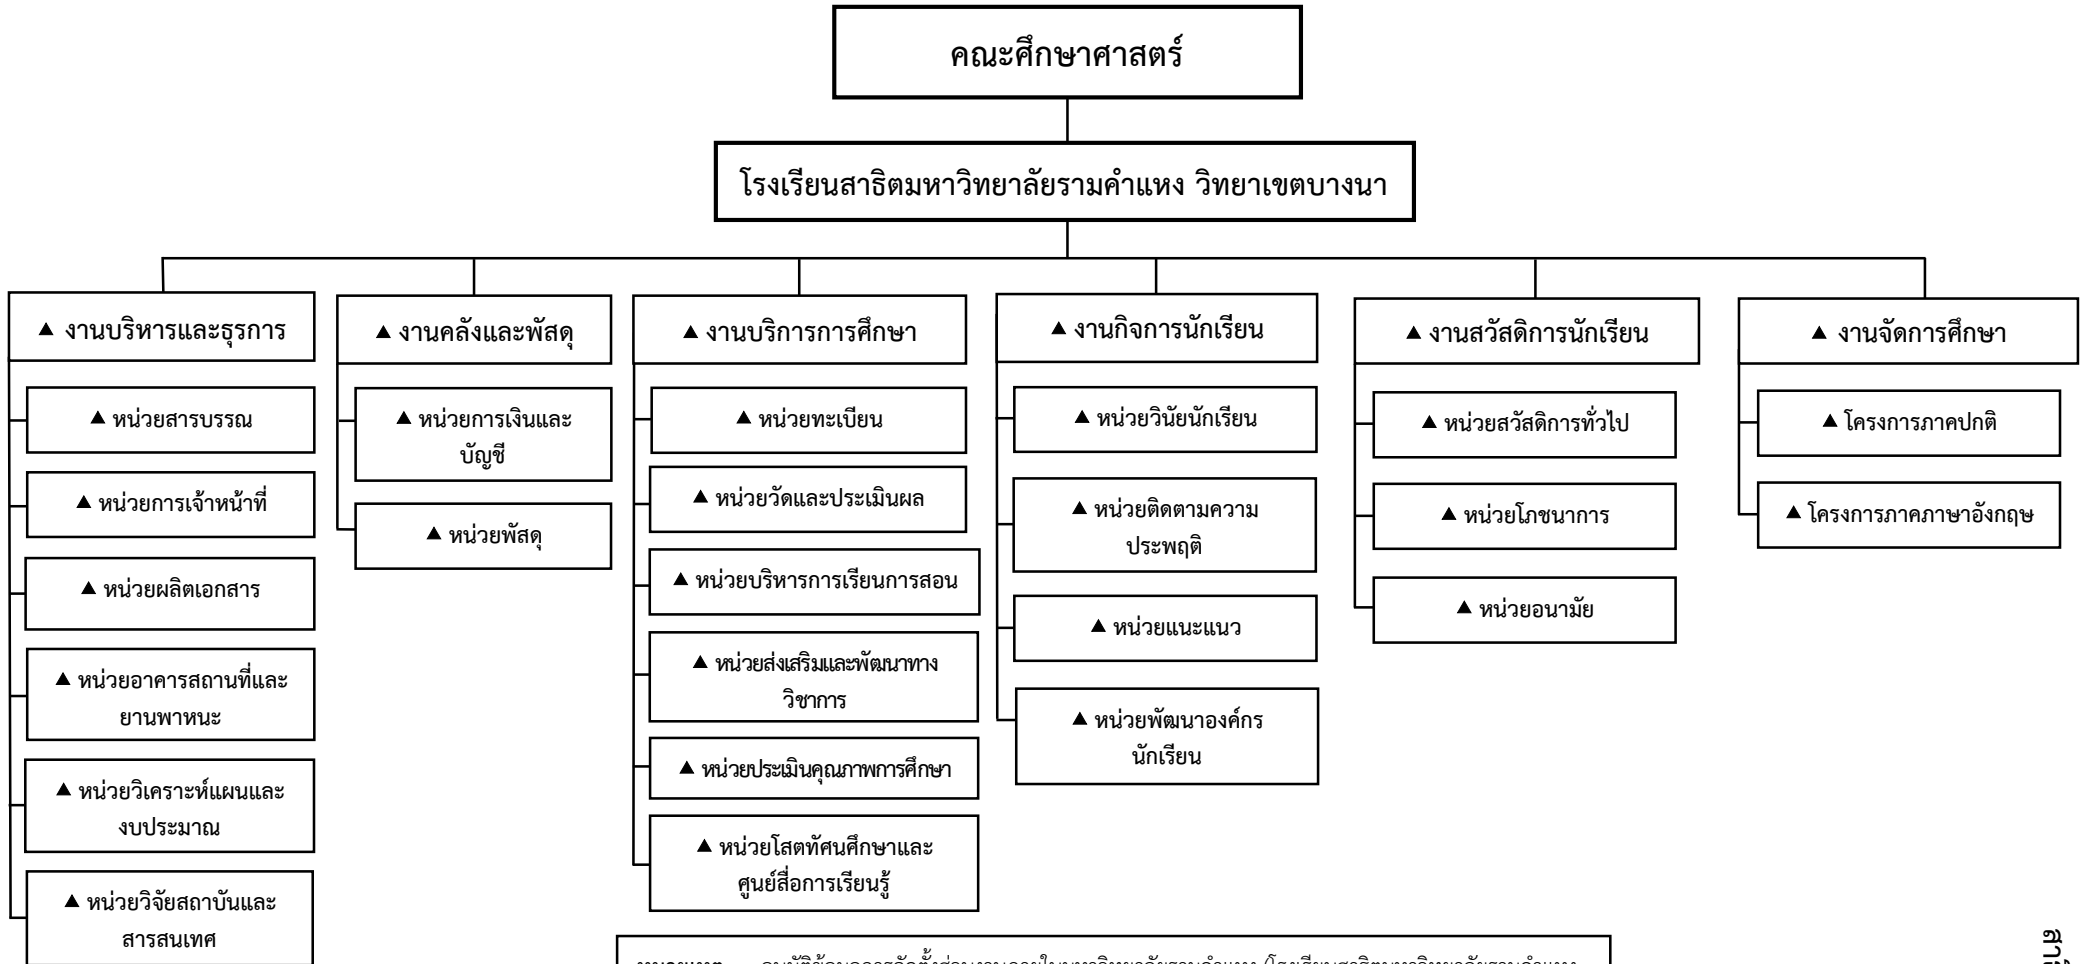 คณะศึกษาศาสตร์
โรงเรียนสาธิตมหาวิทยาลัยรามคำแหง วิทยาเขตบางนา
▲ งานบริหารและธุรการ
▲ หน่วยสารบรรณ
▲ หน่วยการเจ้าหน้าที่
▲ หน่วยผลิตเอกสาร
▲ หน่วยอาคารสถานที่และ
ยานพาหนะ
▲ หน่วยวิเคราะห์แผนและ
งบประมาณ
▲ หน่วยวิจัยสถาบันและ
สารสนเทศ
▲ งานคลังและพัสดุ
▲ หน่วยการเงินและ
บัญชี
▲ หน่วยพัสดุ
▲ งานบริการการศึกษา
▲ หน่วยทะเบียน
▲ หน่วยวัดและประเมินผล
▲ หน่วยบริหารการเรียนการสอน
▲ หน่วยส่งเสริมและพัฒนาทาง
วิชาการ
▲ หน่วยประเมินคุณภาพการศึกษา
▲ หน่วยโสตทัศนศึกษาและ
ศูนย์สื่อการเรียนรู้
▲ งานกิจการนักเรียน
▲ หน่วยวินัยนักเรียน
▲ หน่วยติดตามความ
ประพฤติ
▲ หน่วยแนะแนว
▲ หน่วยพัฒนาองค์กร
นักเรียน
▲ งานสวัสดิการนักเรียน
▲ หน่วยสวัสดิการทั่วไป
▲ หน่วยโภชนาการ
▲ หน่วยอนามัย
▲ งานจัดการศึกษา
▲ โครงการภาคปกติ
▲ โครงการภาคภาษาอังกฤษ